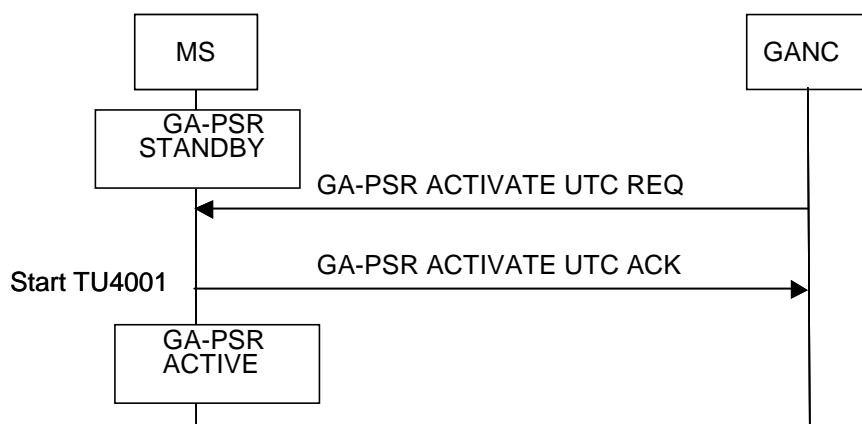 MS
GANC
GA-PSR
STANDBY
GA-PSR ACTIVATE UTC REQ
GA-PSR ACTIVATE UTC ACK
Start TU4001
GA-PSR
ACTIVE